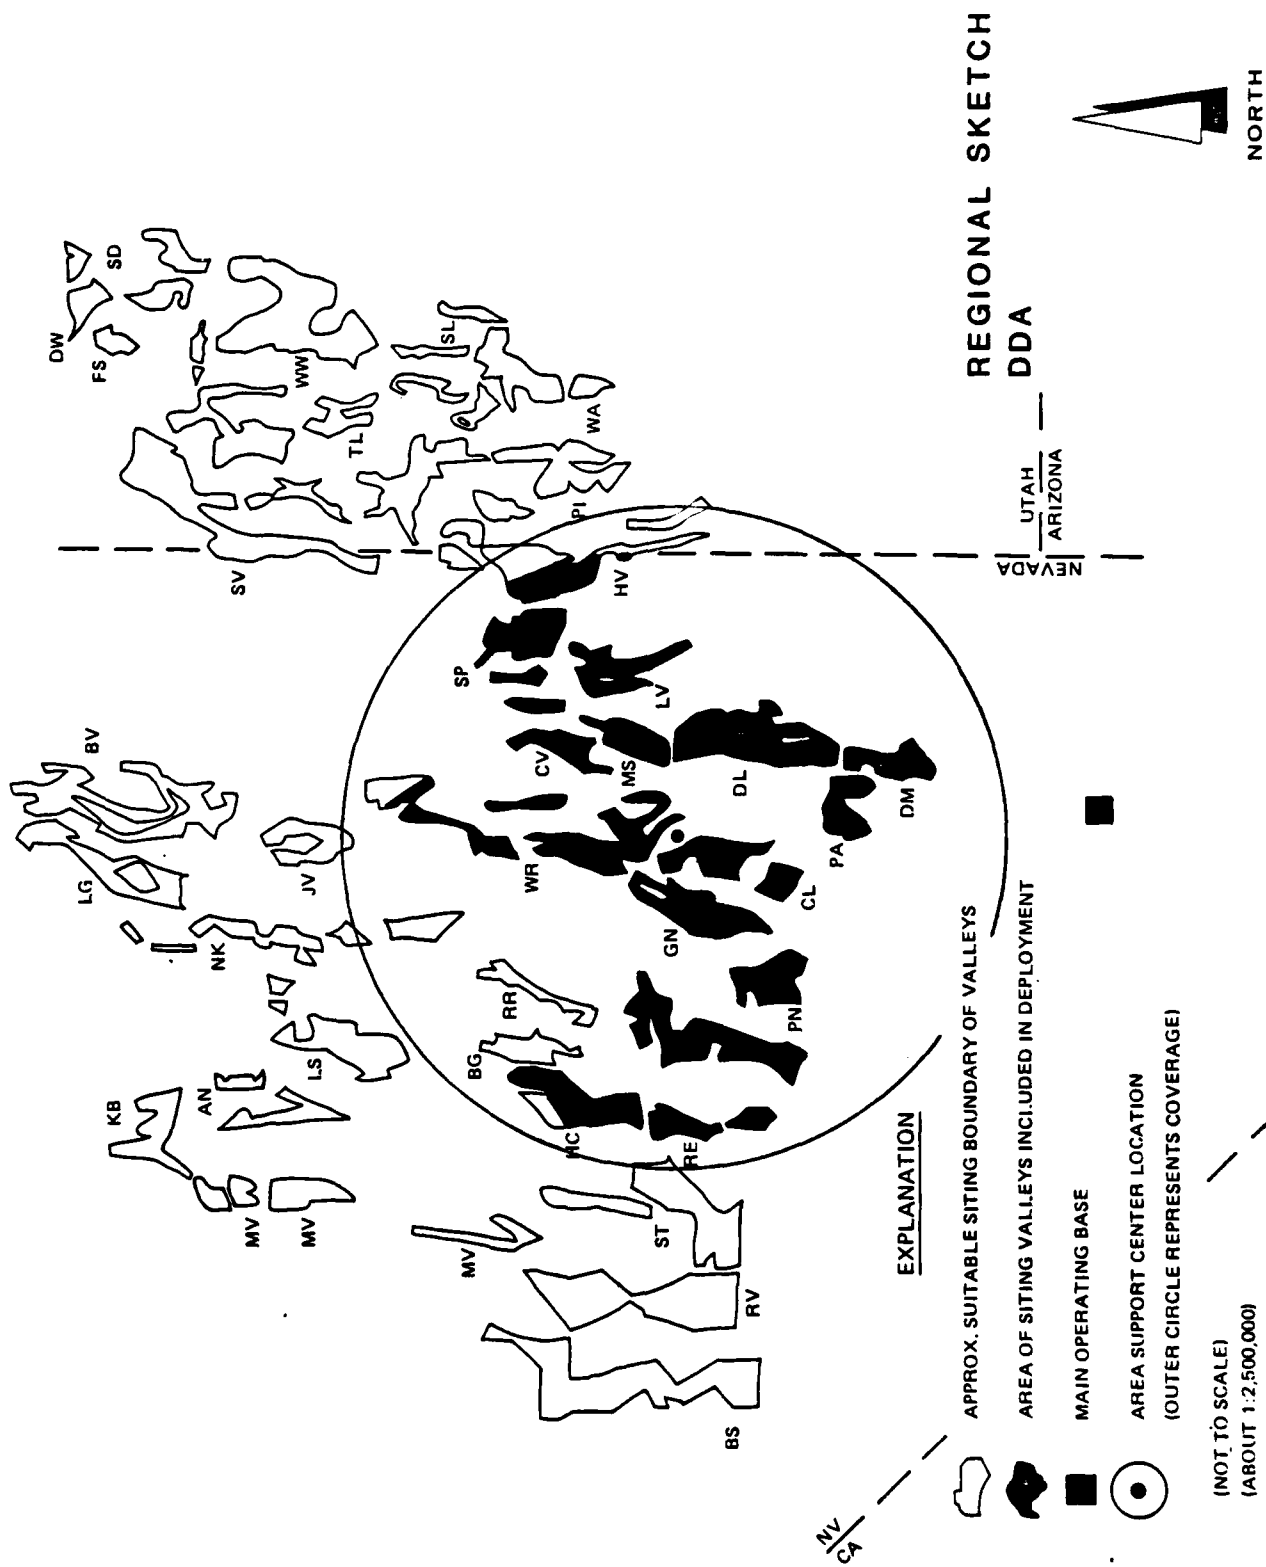 REGIONAL SKETCH
DDA
NORTH
DW
SD
FS
WW
SL
TL
WA
SV
PI
HV
UTAH
ARIZONA
NEVADA
BV
LG
JV
NK
SP
LV
CV
MS
DL
DM
PA
WR
CL
GN
PN
RR
BG
LS
AN
KB
MV
MV
MV
HC
RE
ST
RV
BS
NV
CA
EXPLANATION
APPROX. SUITABLE SITING BOUNDARY OF VALLEYS
AREA OF SITING VALLEYS INCLUDED IN DEPLOYMENT
MAIN OPERATING BASE
AREA SUPPORT CENTER LOCATION
(OUTER CIRCLE REPRESENTS COVERAGE)
(NOT TO SCALE)
(ABOUT 1:2,500,000)